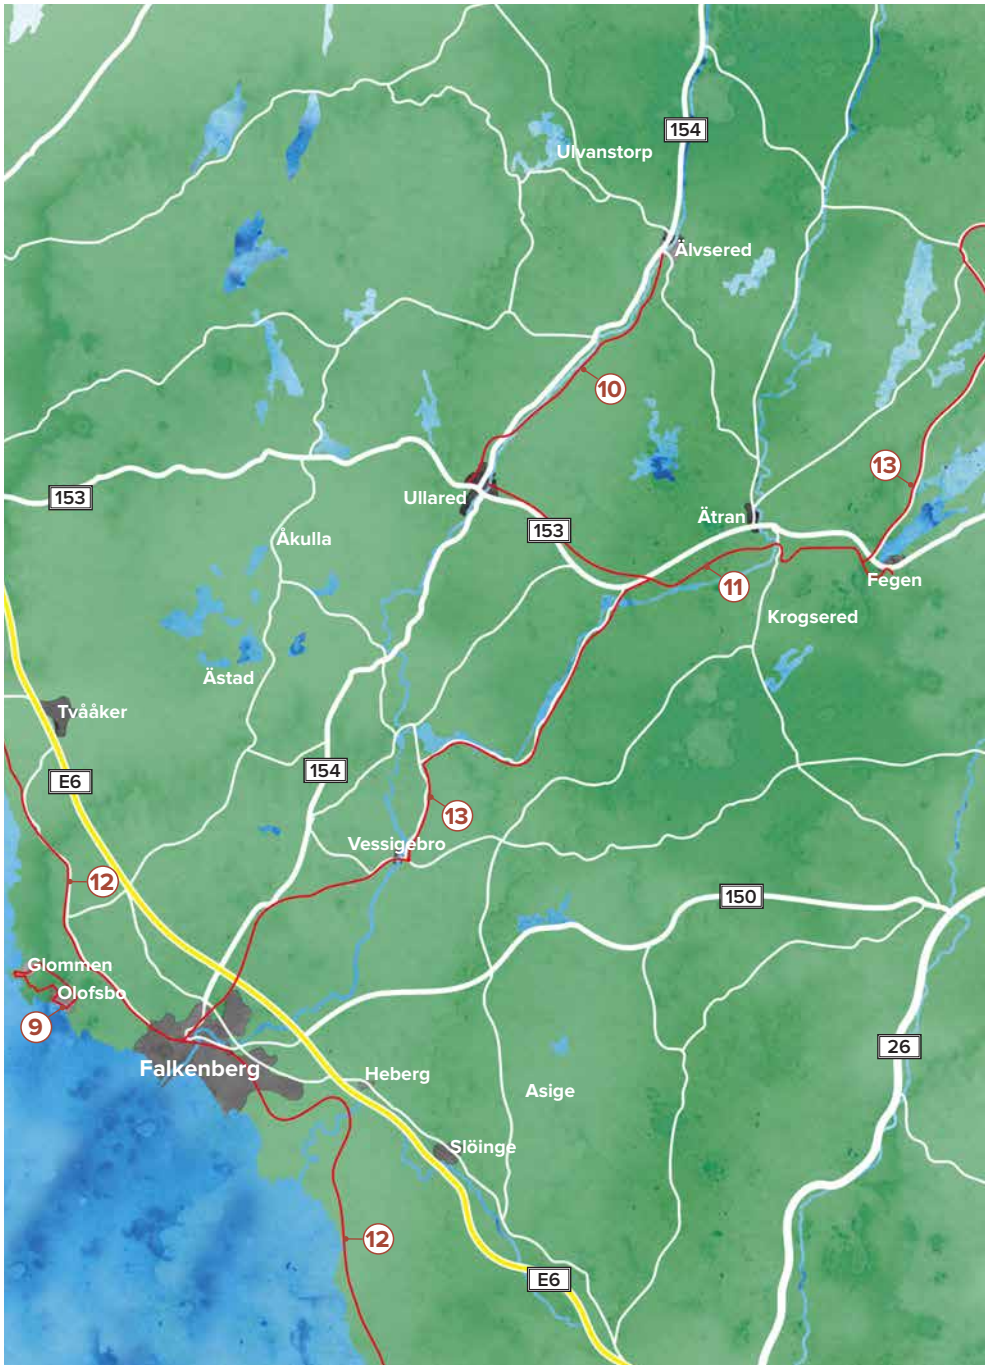 154
Ulvanstorp
Älvsered
10
13
153
Ullared
Ätran
153
Åkulla
Fegen
11
Krogsered
Ästad
Tvååker
154
E6
13
Vessigebro
12
150
Glommen
Olofsbo
9
26
Falkenberg
Heberg
Asige
Slöinge
12
E6